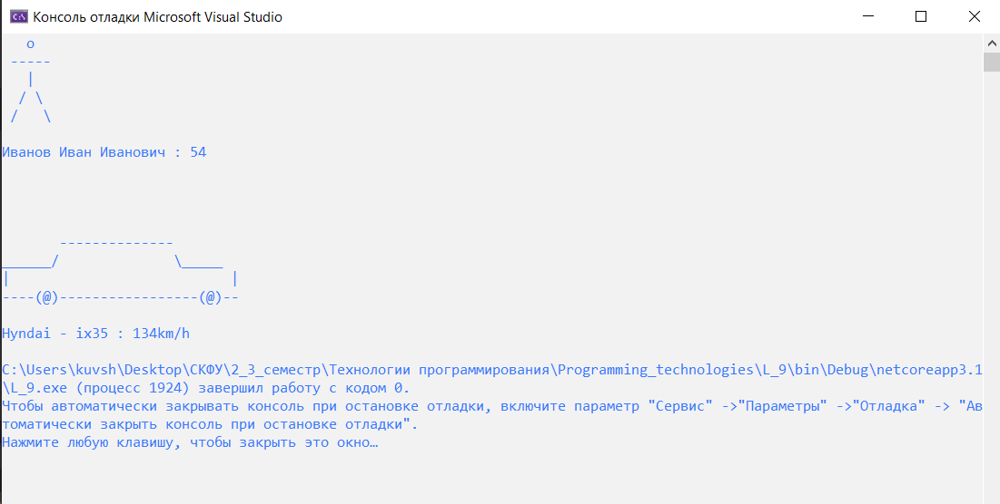 Консоль отладки Microsoft Visual Studio
   o
 -----
   |
  / \
 /   \
Иванов Иван Иванович : 54
       --------------
______/              \_____
|                           |
----(@)-----------------(@)--
Hyndai - ix35 : 134km/h
C:\Users\kuvsh\Desktop\СКФУ\2_3_семестр\Технологии программирования\Programming_technologies\L_9\bin\Debug\netcoreapp3.1
\L_9.exe (процесс 1924) завершил работу с кодом 0.
Чтобы автоматически закрывать консоль при остановке отладки, включите параметр "Сервис" ->"Параметры" ->"Отладка" -> "Ав
томатически закрыть консоль при остановке отладки".
Нажмите любую клавишу, чтобы закрыть это окно…